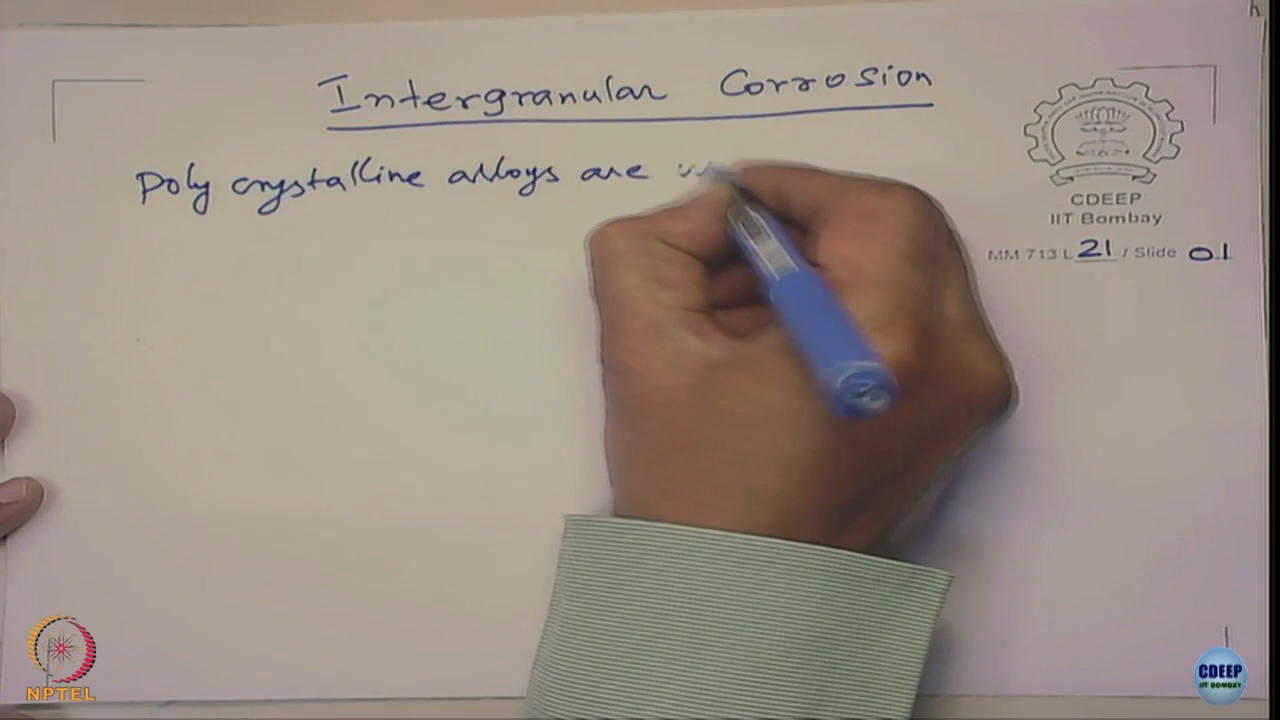 Intergranular Corrosion
Poly crystalline alloys are
CDEEP
IIT Bombay
MM 713 L 21 / Slide 01
NPTEL
CDEEP
IIT BOMBAY